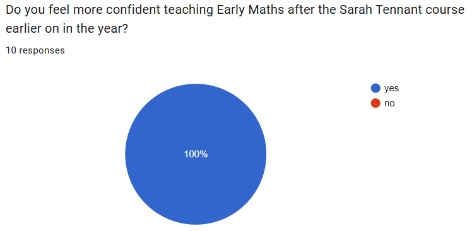 Do you feel more confident teaching Early Maths after the Sarah Tennant course
earlier on in the year?
10 responses
yes
no
100%